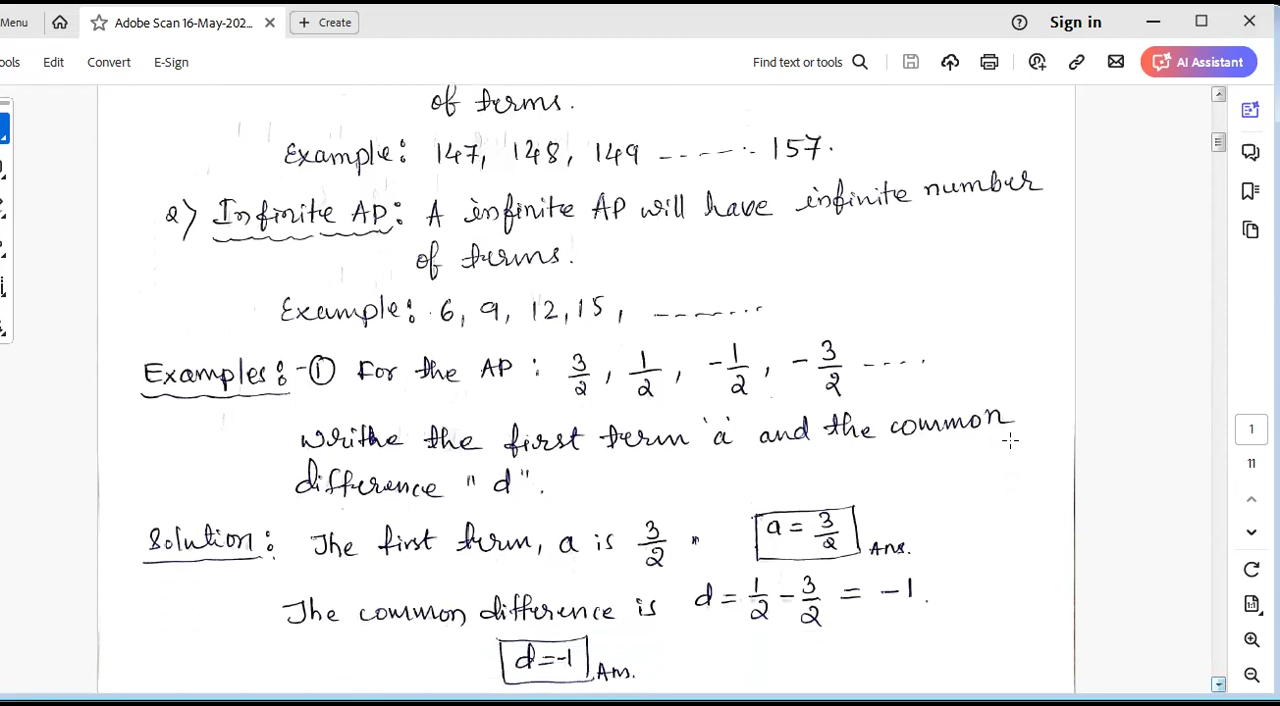 Menu Adobe Scan 16-May-202... + Create Sign in
ools Edit Convert E-Sign Find text or tools AI Assistant
of terms.
Example: 147, 148, 149 ------- 157.
2) Infinite AP: A infinite AP will have infinite number
of terms.
Example: 6, 9, 12, 15, -------
Examples:- ① For the AP : 3/2, 1/2, -1/2, -3/2 ----
writhe the first term 'a' and the common
difference "d".
1
11
Solution: The first term, a is 3/2 " a = 3/2 Ans.
The common difference is d = 1/2 - 3/2 = -1.
d=-1 Ans.